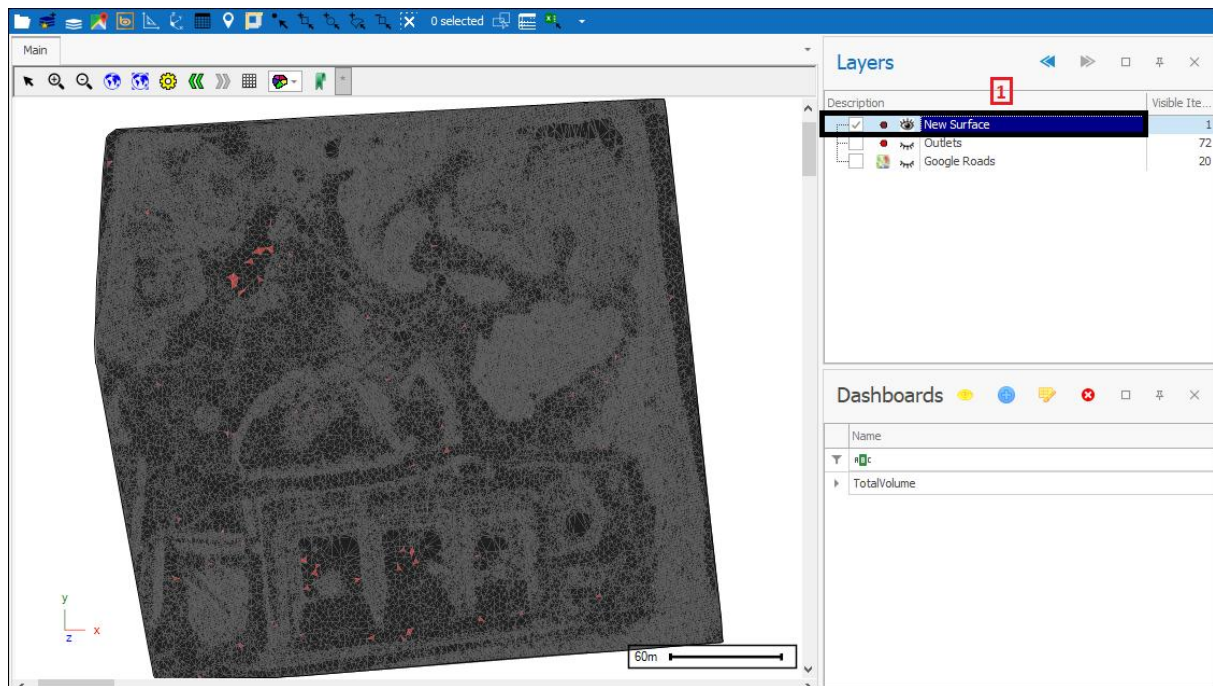 0 selected
Main
Layers
1
Description
Visible Ite...
New Surface
1
Outlets
72
Google Roads
20
Dashboards
Name
TotalVolume
y
x
z
60m